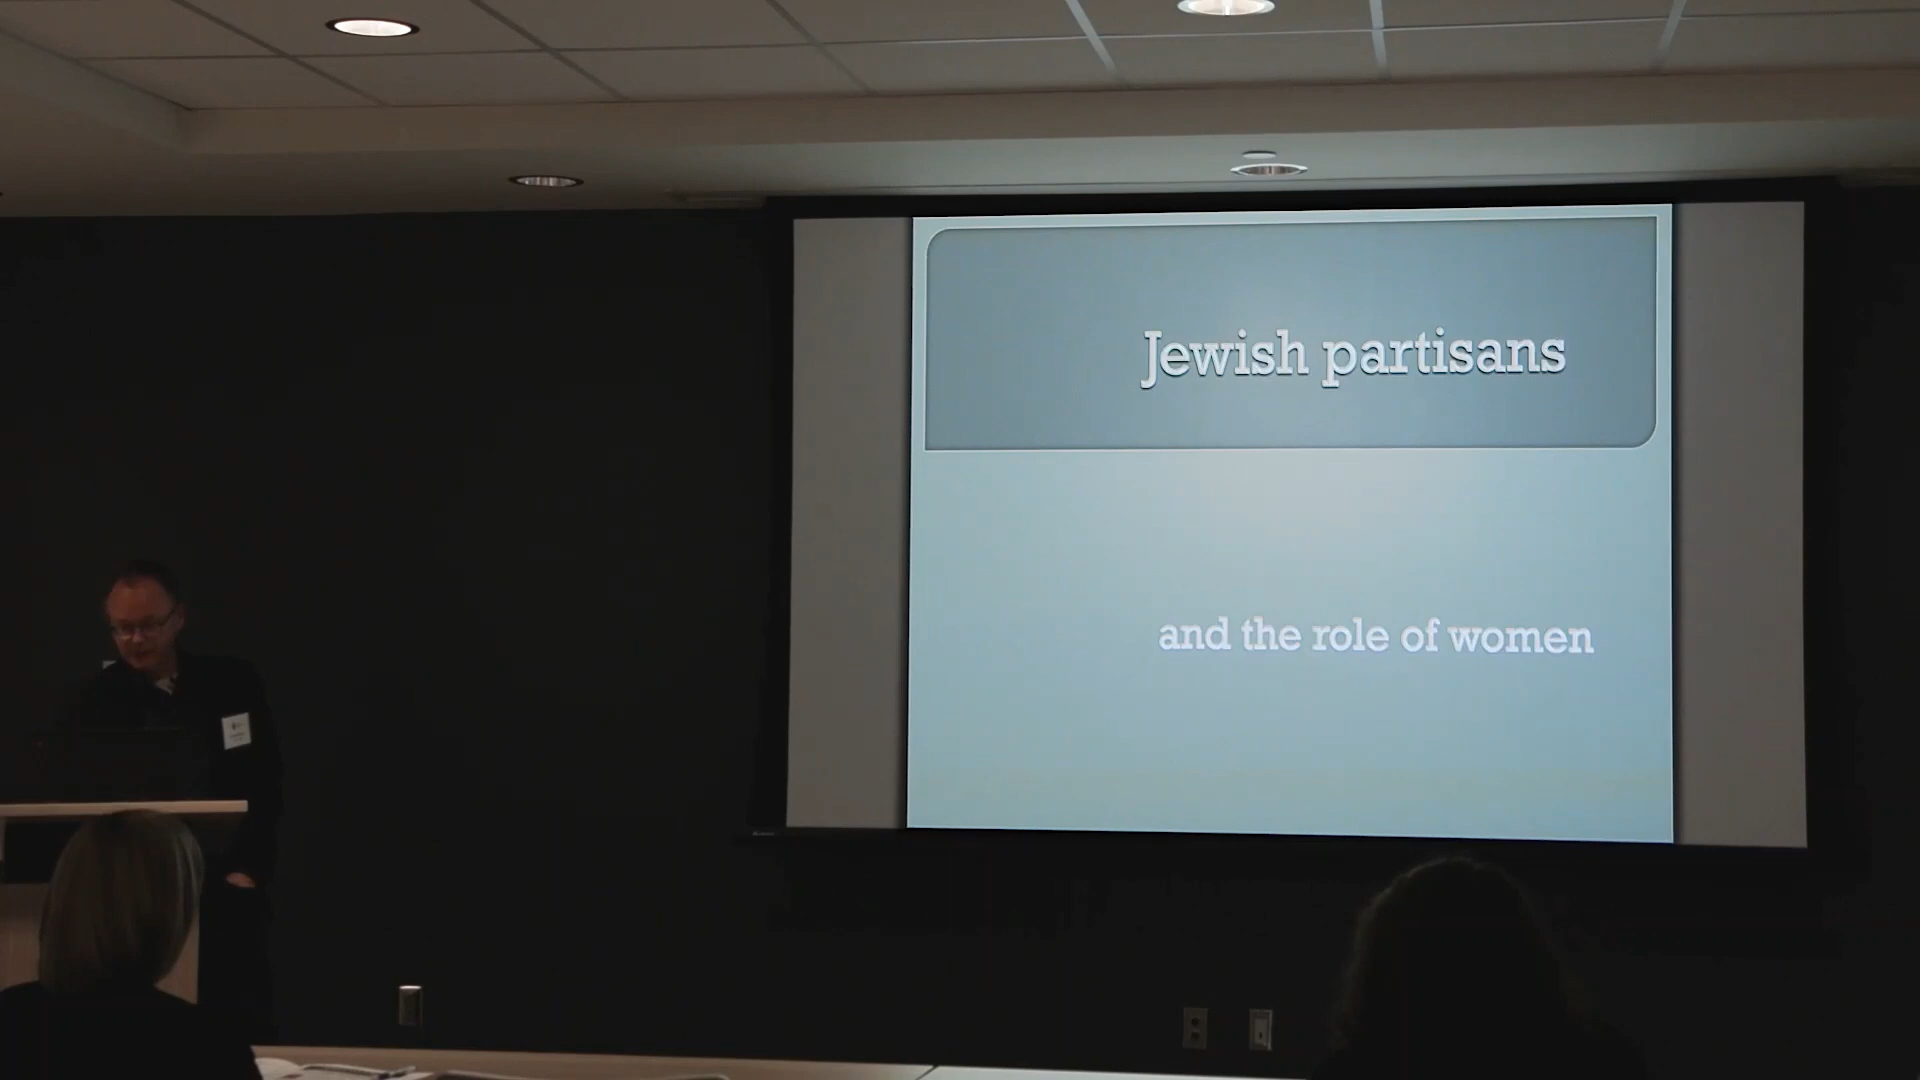 Jewish partisans
and the role of women